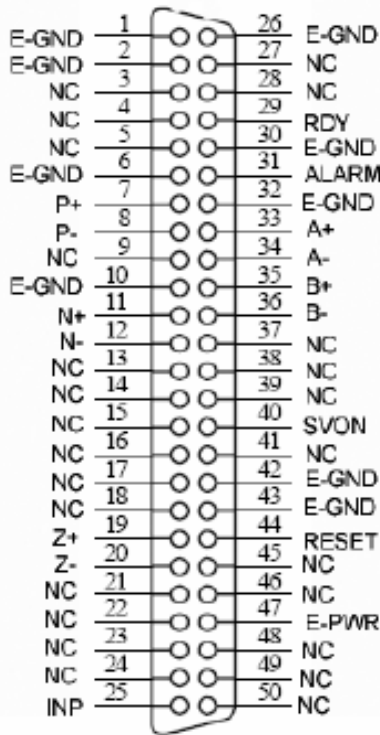 E-GND 1 26 E-GND
E-GND 2 27 NC
NC 3 28 NC
NC 4 29 RDY
NC 5 30 E-GND
E-GND 6 31 ALARM
P+ 7 32 E-GND
P- 8 33 A+
NC 9 34 A-
E-GND 10 35 B+
N+ 11 36 B-
N- 12 37 NC
NC 13 38 NC
NC 14 39 NC
NC 15 40 SVON
NC 16 41 NC
NC 17 42 E-GND
NC 18 43 E-GND
Z+ 19 44 RESET
Z- 20 45 NC
NC 21 46 NC
NC 22 47 E-PWR
NC 23 48 NC
NC 24 49 NC
INP 25 50 NC